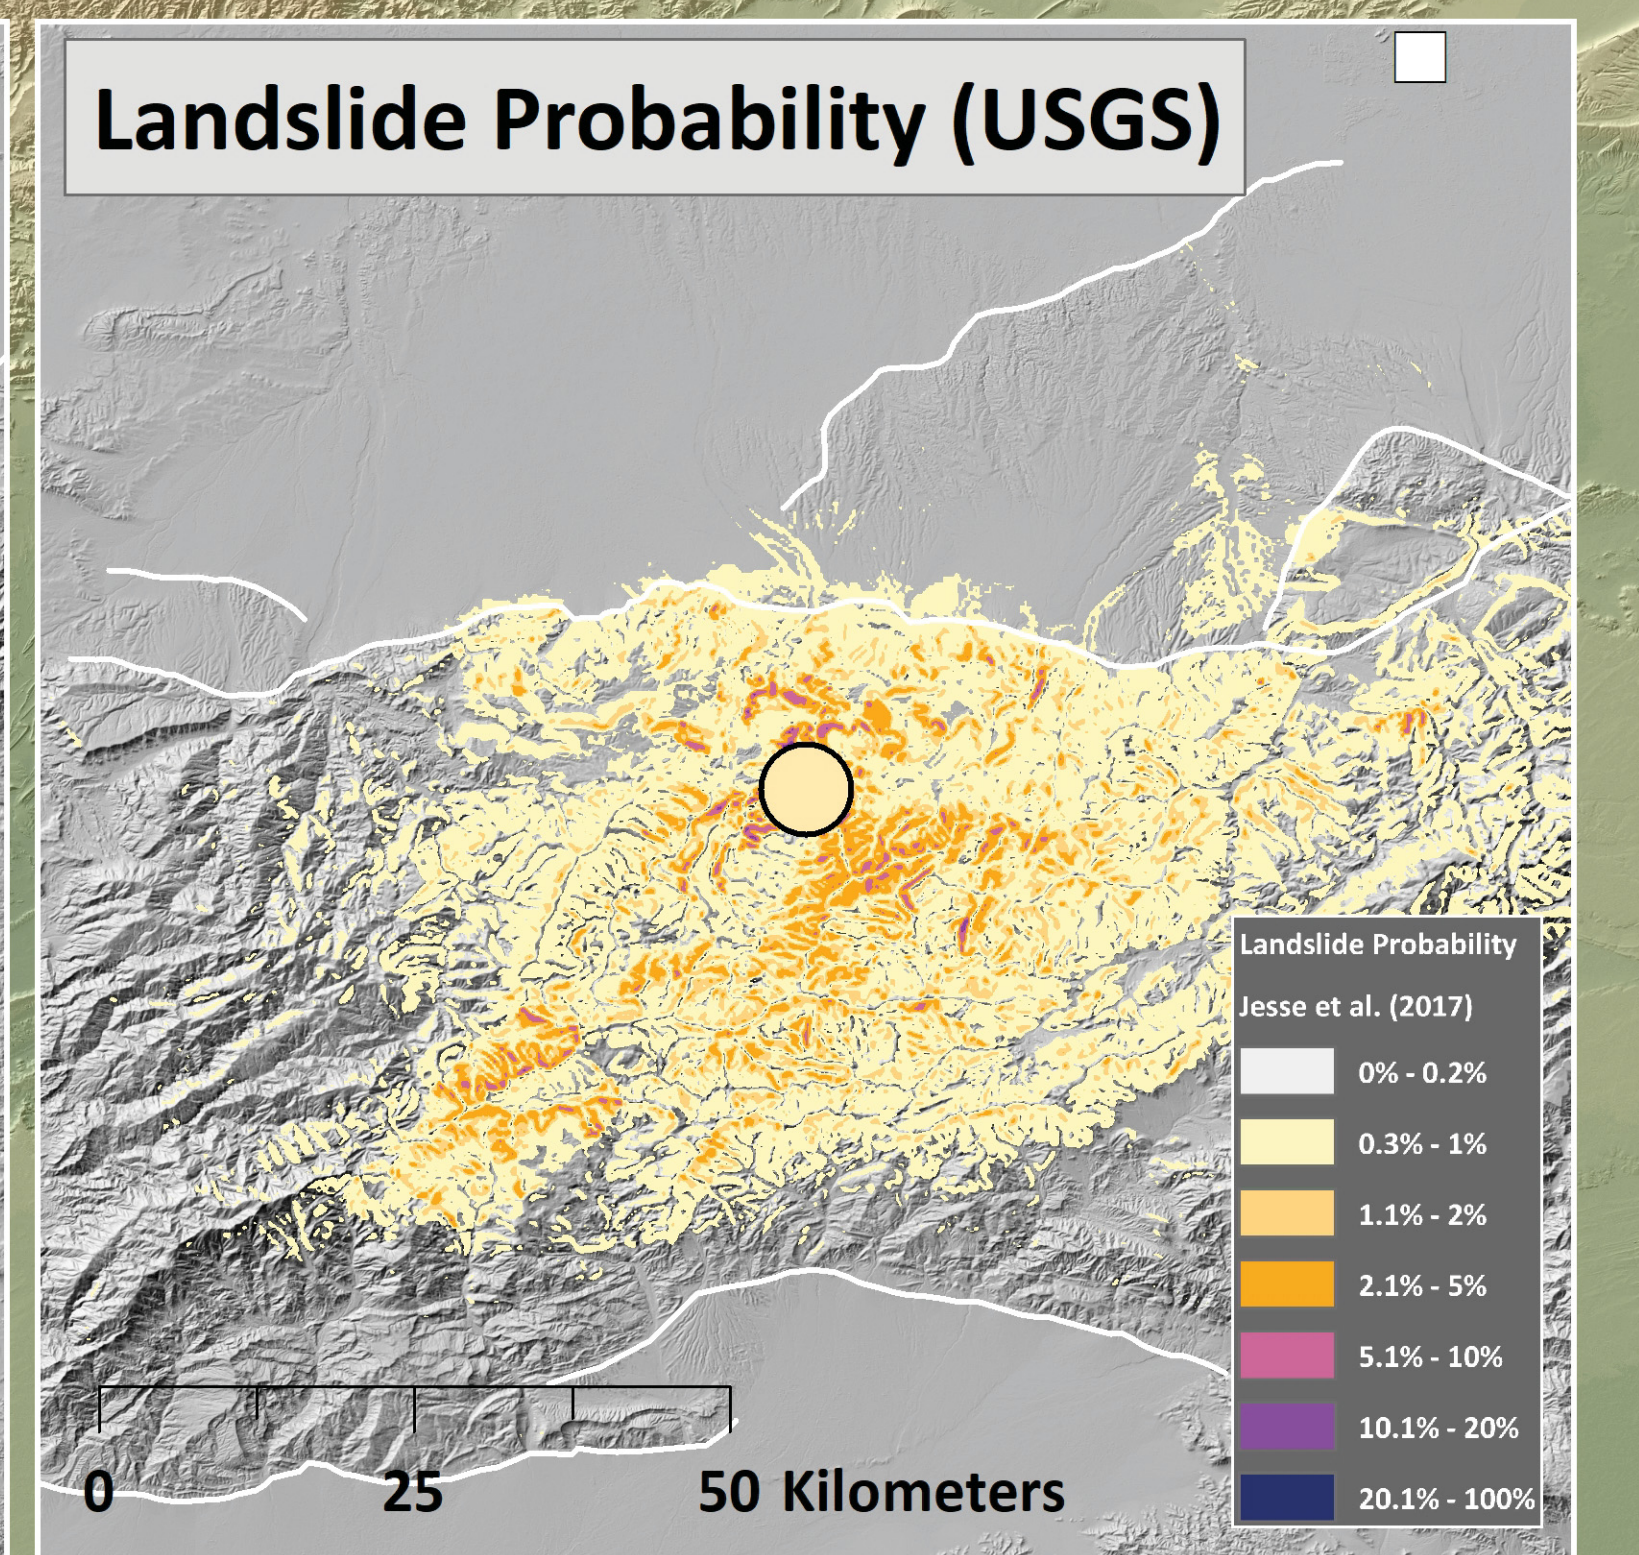 Landslide Probability (USGS)
Landslide Probability
Jesse et al. (2017)
0% - 0.2%
0.3% - 1%
1.1% - 2%
2.1% - 5%
5.1% - 10%
10.1% - 20%
20.1% - 100%
0 25 50 Kilometers